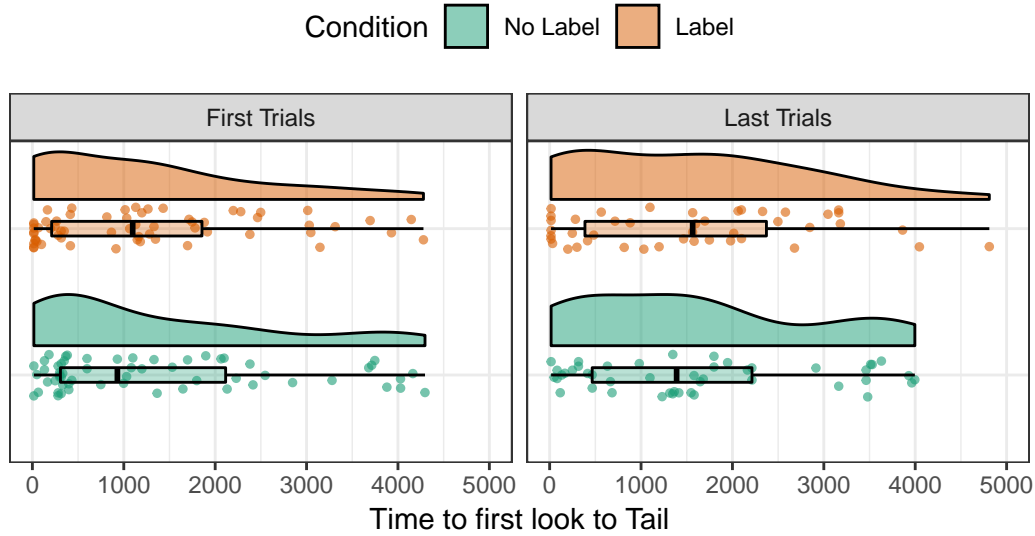 Condition No Label Label
First Trials Last Trials
0 1000 2000 3000 4000 5000 0 1000 2000 3000 4000 5000
Time to first look to Tail